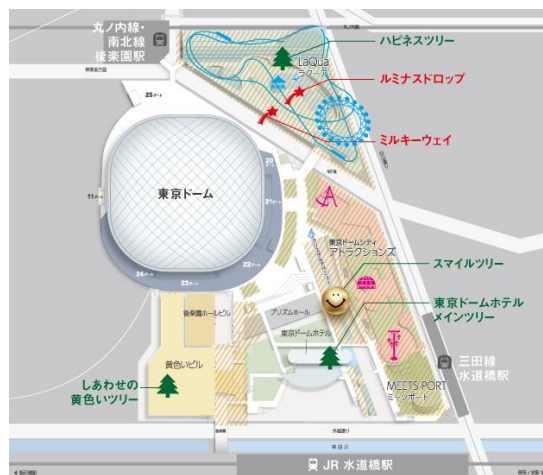 丸ノ内線・
南北線
後楽園駅
ハピネスツリー
LaQua
ラクーア
ルミナスドロップ
ミルキーウェイ
25ゲート
20
ゲート
11ゲート
東京ドーム
21ゲート
22ゲート
24ゲート
23ゲート
東京ドームシティ
アトラクションズ
スマイルツリー
後楽園ホールビル
プリズムホール
東京ドームホテル
メインツリー
東京ドームホテル
黄色いビル
しあわせの
黄色いツリー
三田線
水道橋駅
MEETS PORT
ミーツポート
外堀通り
JR 水道橋駅